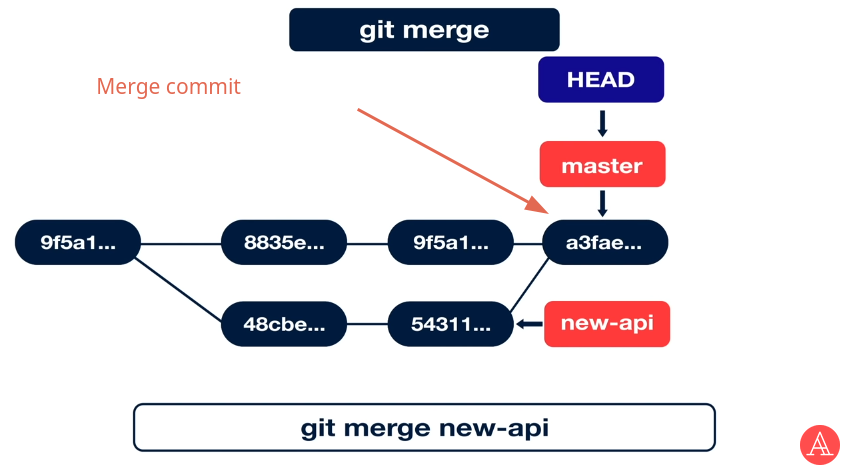 git merge
Merge commit
HEAD
master
9f5a1...
8835e...
9f5a1...
a3fae...
48cbe...
54311...
new-api
git merge new-api